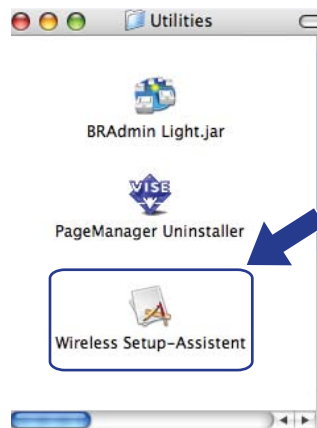 Utilities
BRAdmin Light.jar
VISE
PageManager Uninstaller
Wireless Setup-Assistent